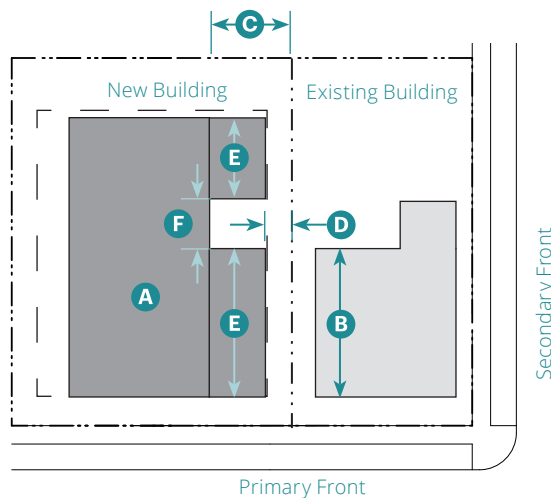 C
New Building
Existing Building
E
F
D
A
E
B
Secondary Front
Primary Front